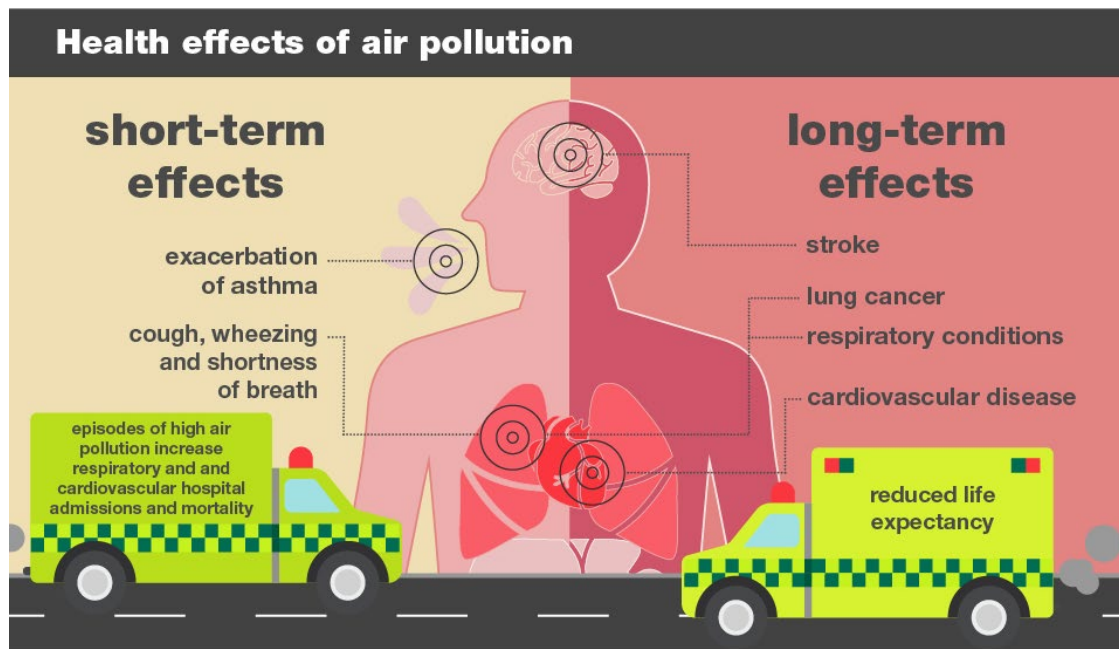 Health effects of air pollution
short-term
effects
exacerbation
of asthma
cough, wheezing
and shortness
of breath
episodes of high air
pollution increase
respiratory and and
cardiovascular hospital
admissions and mortality
long-term
effects
stroke
lung cancer
respiratory conditions
cardiovascular disease
reduced life
expectancy